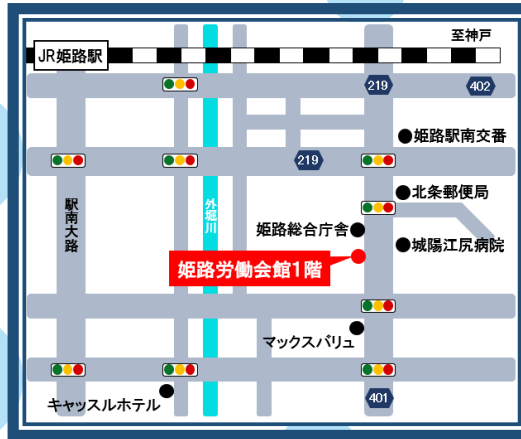 至神戸
JR姫路駅
219
402
姫路駅南交番
219
北条郵便局
駅南大路
外堀川
姫路総合庁舎
城陽江尻病院
姫路労働会館1階
マックスバリュ
キャッスルホテル
401